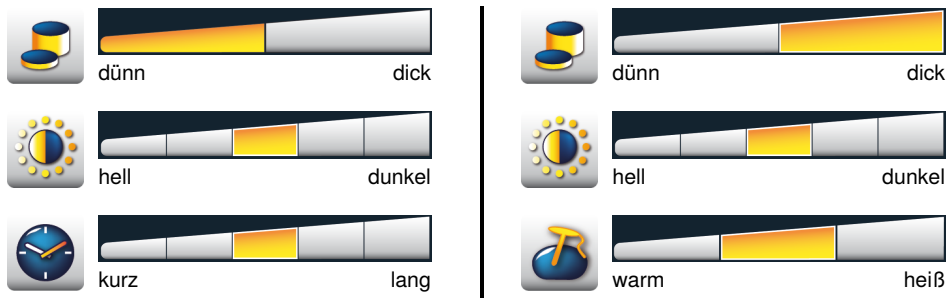 dünn dick
hell dunkel
kurz lang
dünn dick
hell dunkel
warm heiß